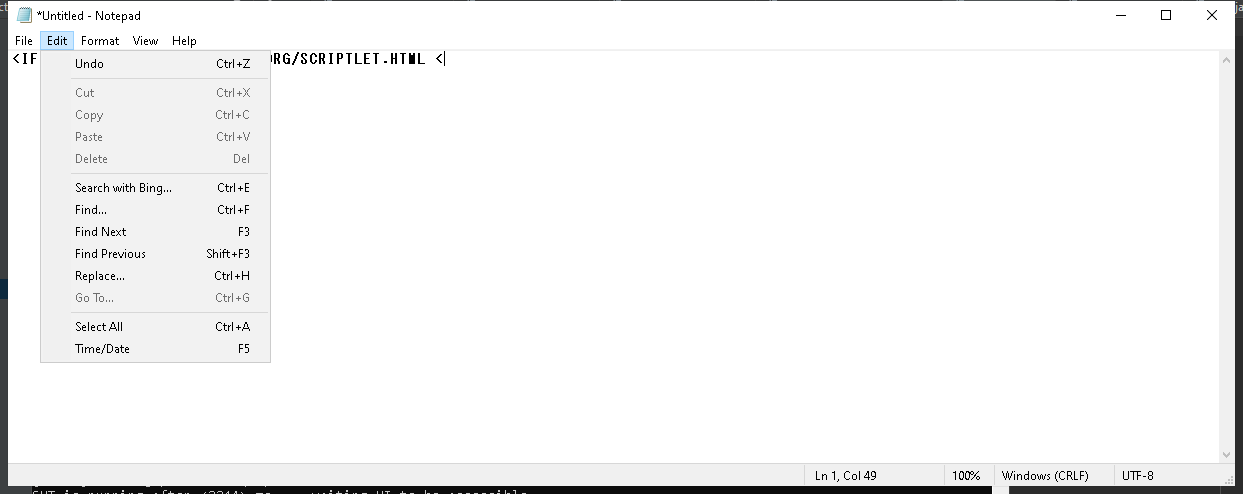 *Untitled - Notepad
File Edit Format View Help
<IF ORG/SCRIPTLET.HTML <
Undo Ctrl+Z
Cut Ctrl+X
Copy Ctrl+C
Paste Ctrl+V
Delete Del
Search with Bing... Ctrl+E
Find... Ctrl+F
Find Next F3
Find Previous Shift+F3
Replace... Ctrl+H
Go To... Ctrl+G
Select All Ctrl+A
Time/Date F5
Ln 1, Col 49 100% Windows (CRLF) UTF-8